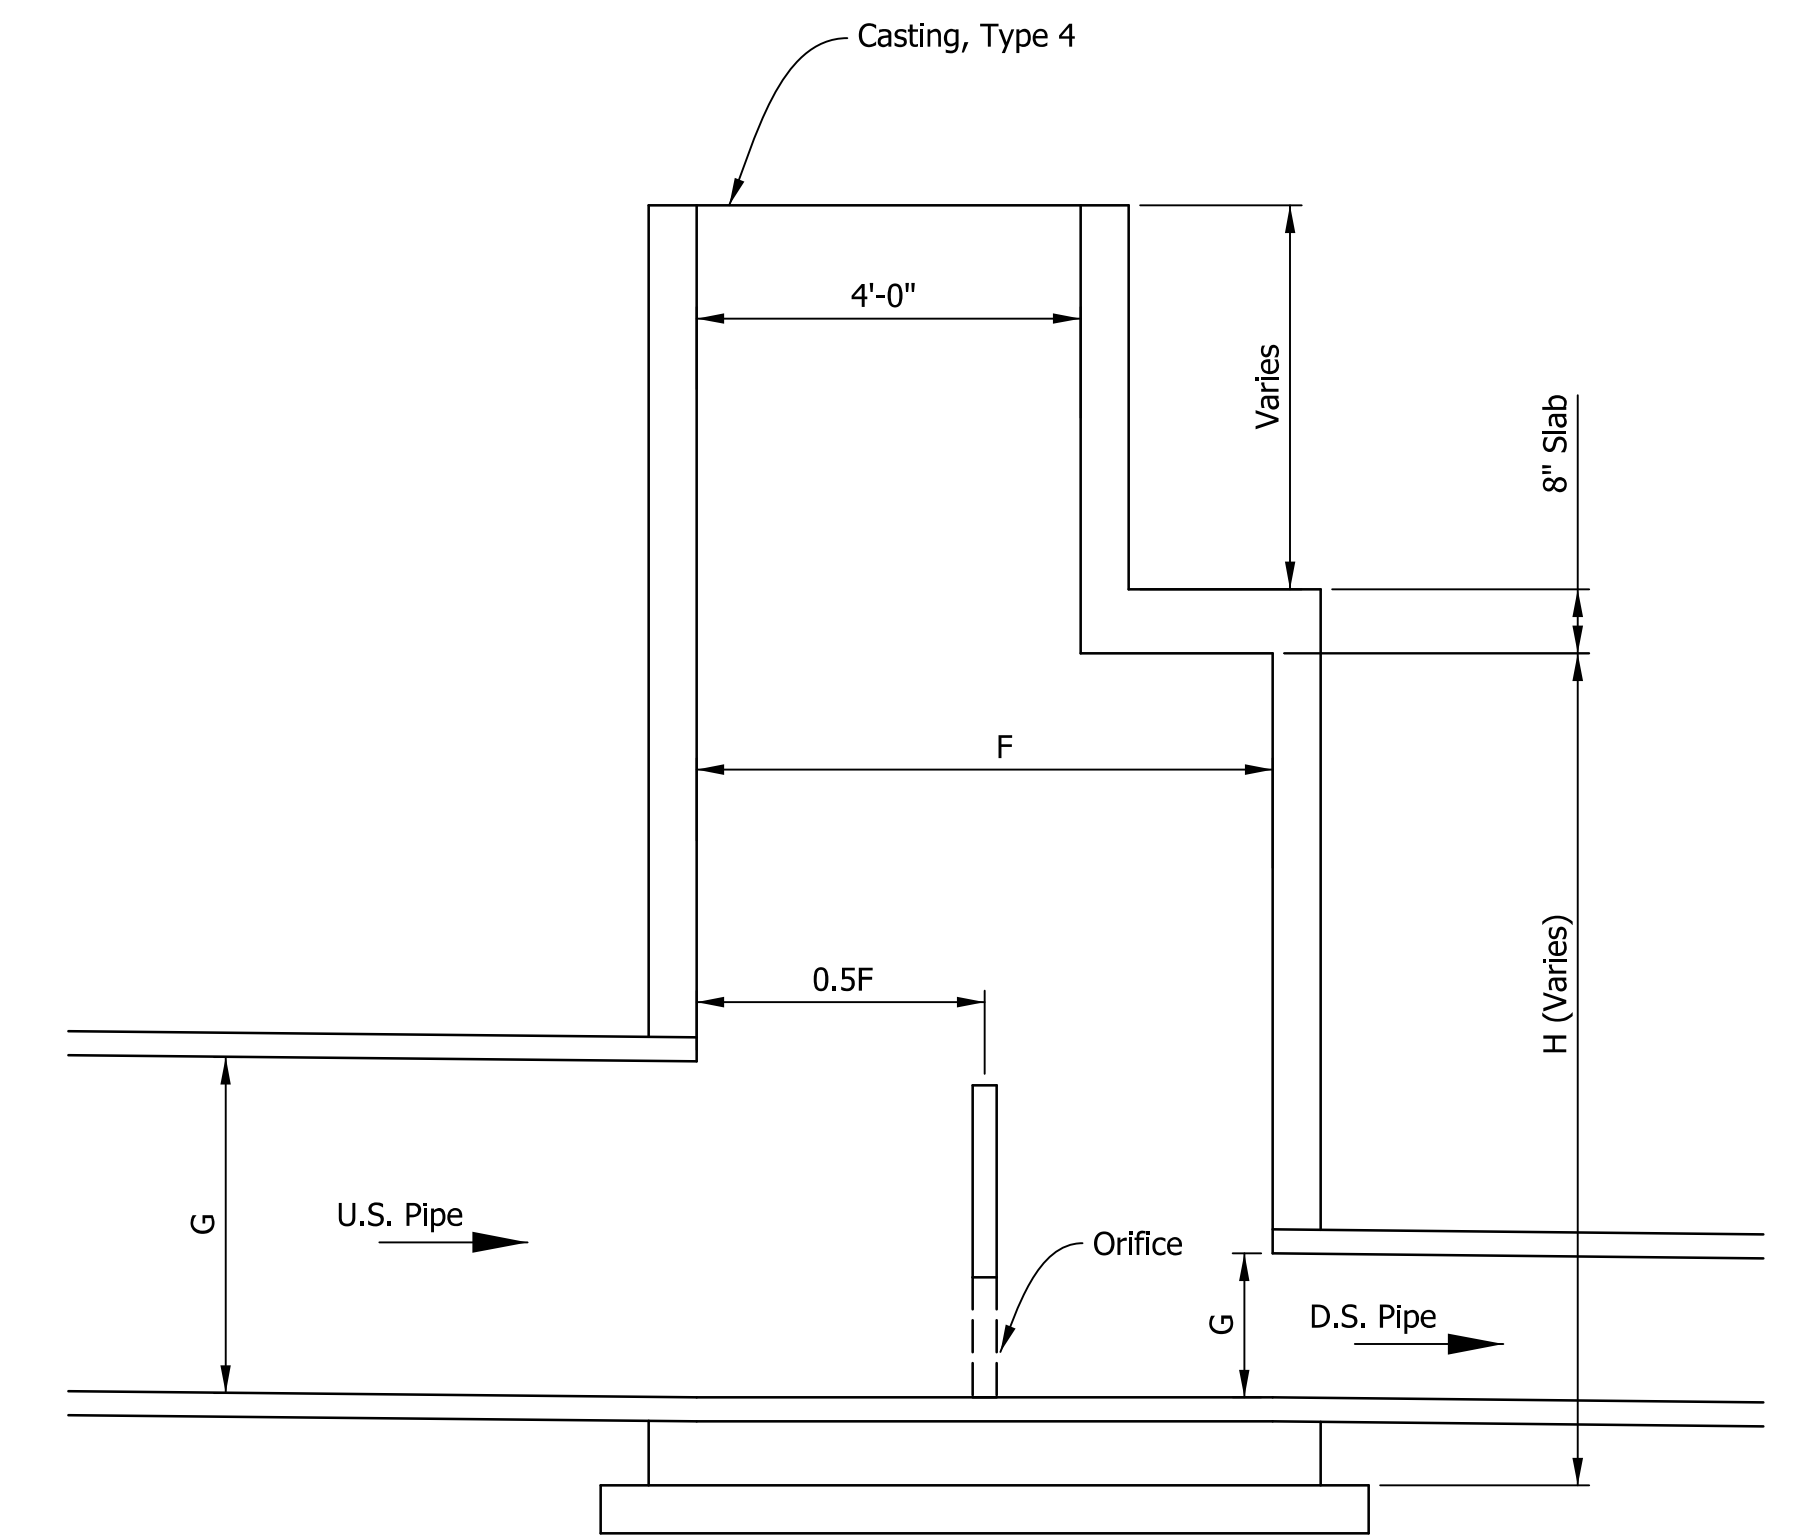 Casting, Type 4
4'-0"
Varies
8" Slab
F
H (Varies)
0.5F
G
U.S. Pipe
Orifice
G
D.S. Pipe